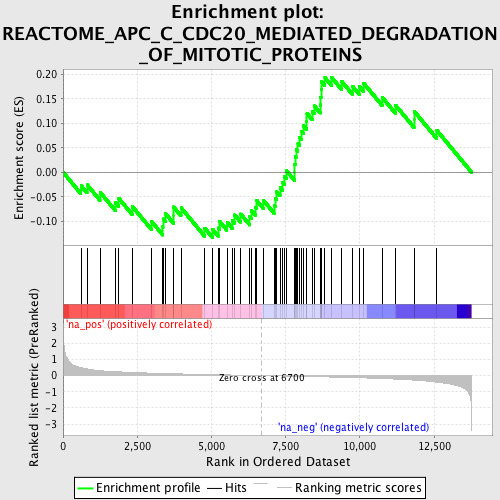 Enrichment plot:
REACTOME_APC_C_CDC20_MEDIATED_DEGRADATION
_OF_MITOTIC_PROTEINS
Enrichment score (ES)
0.20
0.15
0.10
0.05
0.00
-0.05
-0.10
Ranked list metric (PreRanked)
'na_pos' (positively correlated)
3
2
1
0
-1
-2
-3
Zero cross at 6700
'na_neg' (negatively correlated)
0
2,500
5,000
7,500
10,000
12,500
Rank in Ordered Dataset
Enrichment profile
Hits
Ranking metric scores